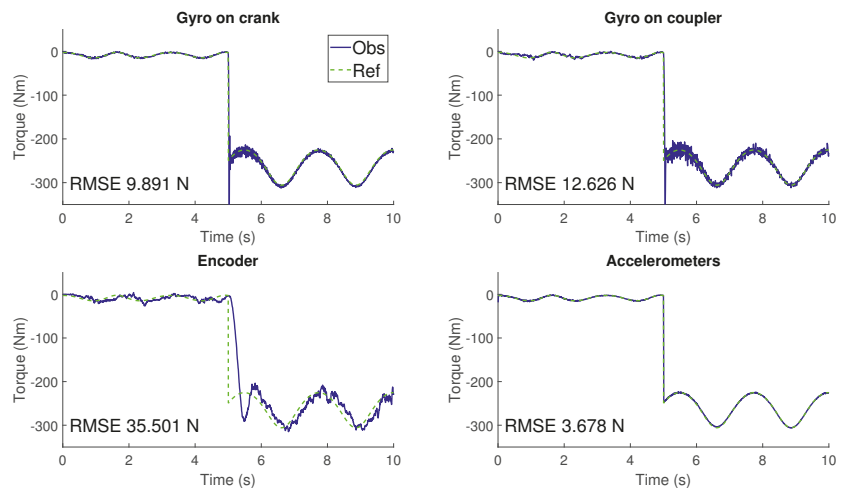 Gyro on crank
0
-100
-200
-300
Torque (Nm)
Obs
Ref
RMSE 9.891 N
0 2 4 6 8 10
Time (s)
Gyro on coupler
0
-100
-200
-300
Torque (Nm)
RMSE 12.626 N
0 2 4 6 8 10
Time (s)
Encoder
0
-100
-200
-300
Torque (Nm)
RMSE 35.501 N
0 2 4 6 8 10
Time (s)
Accelerometers
0
-100
-200
-300
Torque (Nm)
RMSE 3.678 N
0 2 4 6 8 10
Time (s)